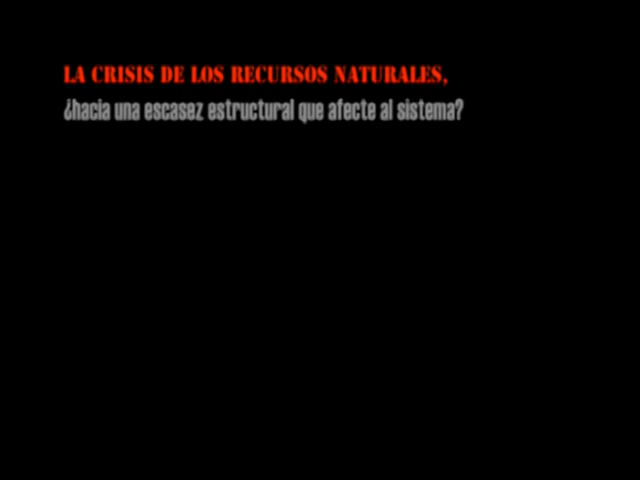 LA CRISIS DE LOS RECURSOS NATURALES,
¿hacia una escasez estructural que afecte al sistema?